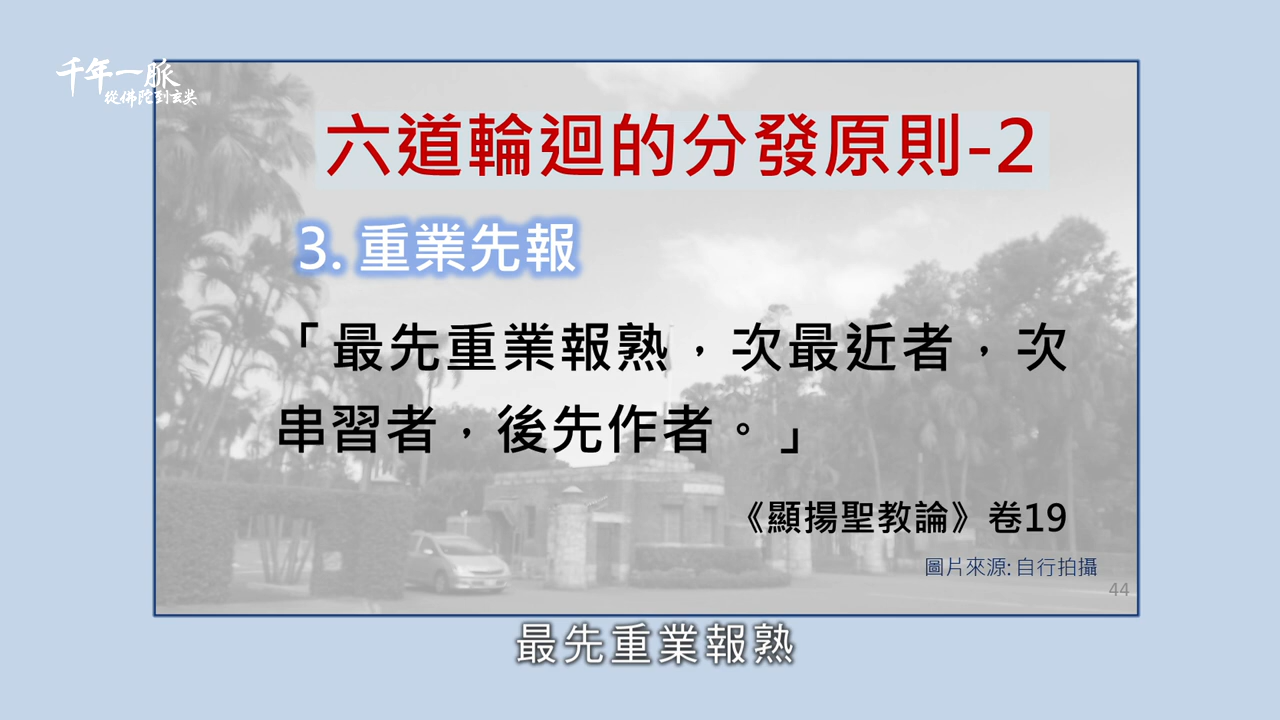 千年一脈
從佛陀到玄奘
六道輪迴的分發原則-2
3. 重業先報
「最先重業報熟，次最近者，次
串習者，後先作者。」
《顯揚聖教論》卷19
圖片來源: 自行拍攝
44
最先重業報熟